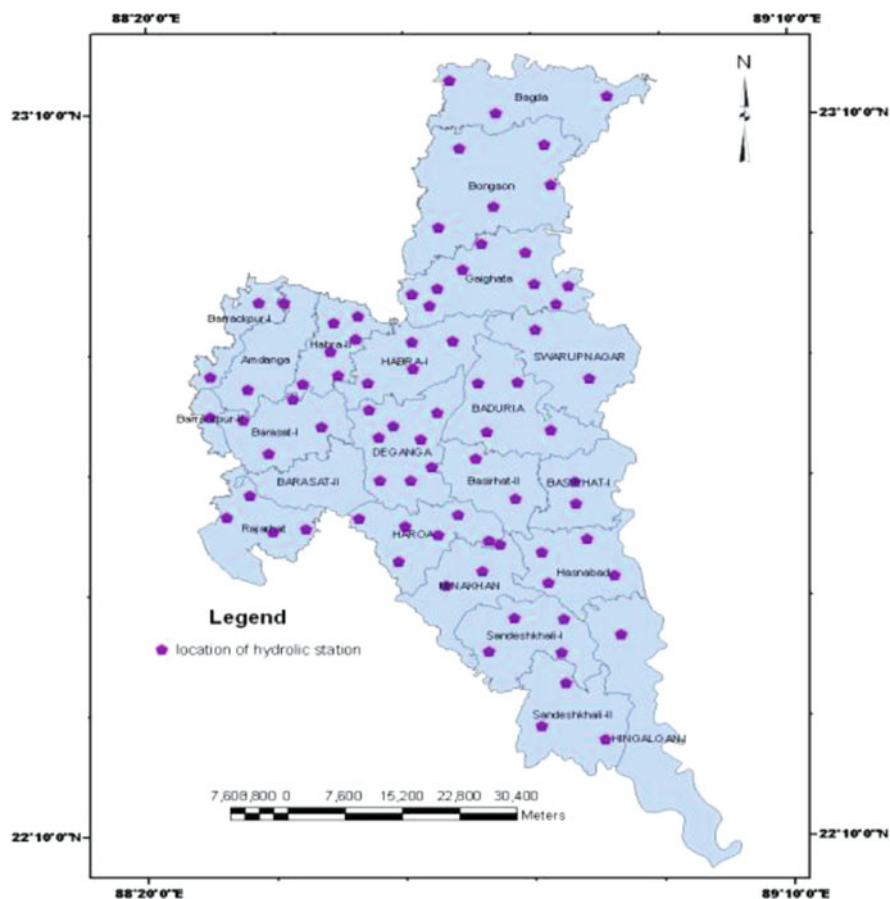 88°20'0"E
89°10'0"E
N
23°10'0"N
23°10'0"N
Bagda
Bongaon
Gaighata
Barrackpur-I
Habra-II
Amdanga
HABRA-I
SWARUPNAGAR
BADURIA
Barrackpur-II
Barasat-I
DEGANGA
BARASAT-II
Basirhat-II
BASIRHAT-I
Rajarhat
HAROA
Hasnabad
MINAKHAN
Legend
location of hydrolic station
Sandeshkhali-I
Sandeshkhali-II
HINGALGANJ
7,6003,800 0 7,600 15,200 22,800 30,400
Meters
22°10'0"N
22°10'0"N
88°20'0"E
89°10'0"E